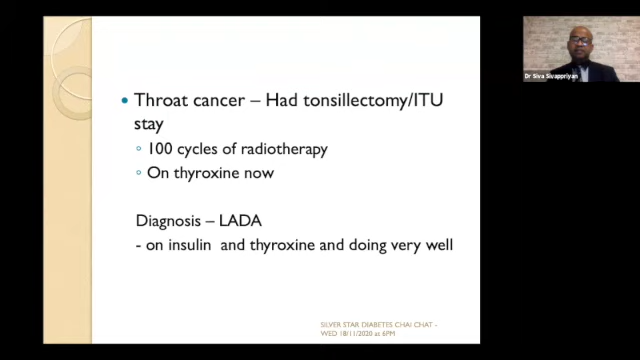 • Throat cancer – Had tonsillectomy/ITU
stay
◦ 100 cycles of radiotherapy
◦ On thyroxine now
Diagnosis – LADA
- on insulin and thyroxine and doing very well
SILVER STAR DIABETES CHAI CHAT -
WED 18/11/2020 at 6PM
Dr Siva Sivappriyan